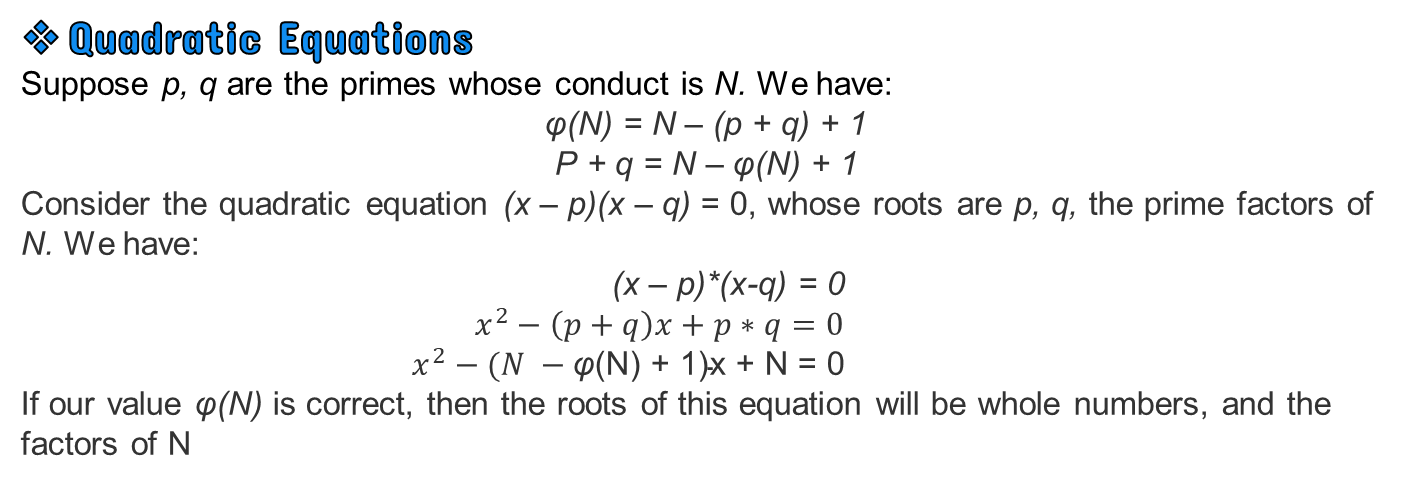 ❖ Quadratic Equations
Suppose p, q are the primes whose conduct is N. We have:
φ(N) = N – (p + q) + 1
P + q = N – φ(N) + 1
Consider the quadratic equation (x – p)(x – q) = 0, whose roots are p, q, the prime factors of
N. We have:
(x – p)*(x-q) = 0
x² − (p + q)x + p ∗ q = 0
x² − (N − φ(N) + 1)x + N = 0
If our value φ(N) is correct, then the roots of this equation will be whole numbers, and the
factors of N